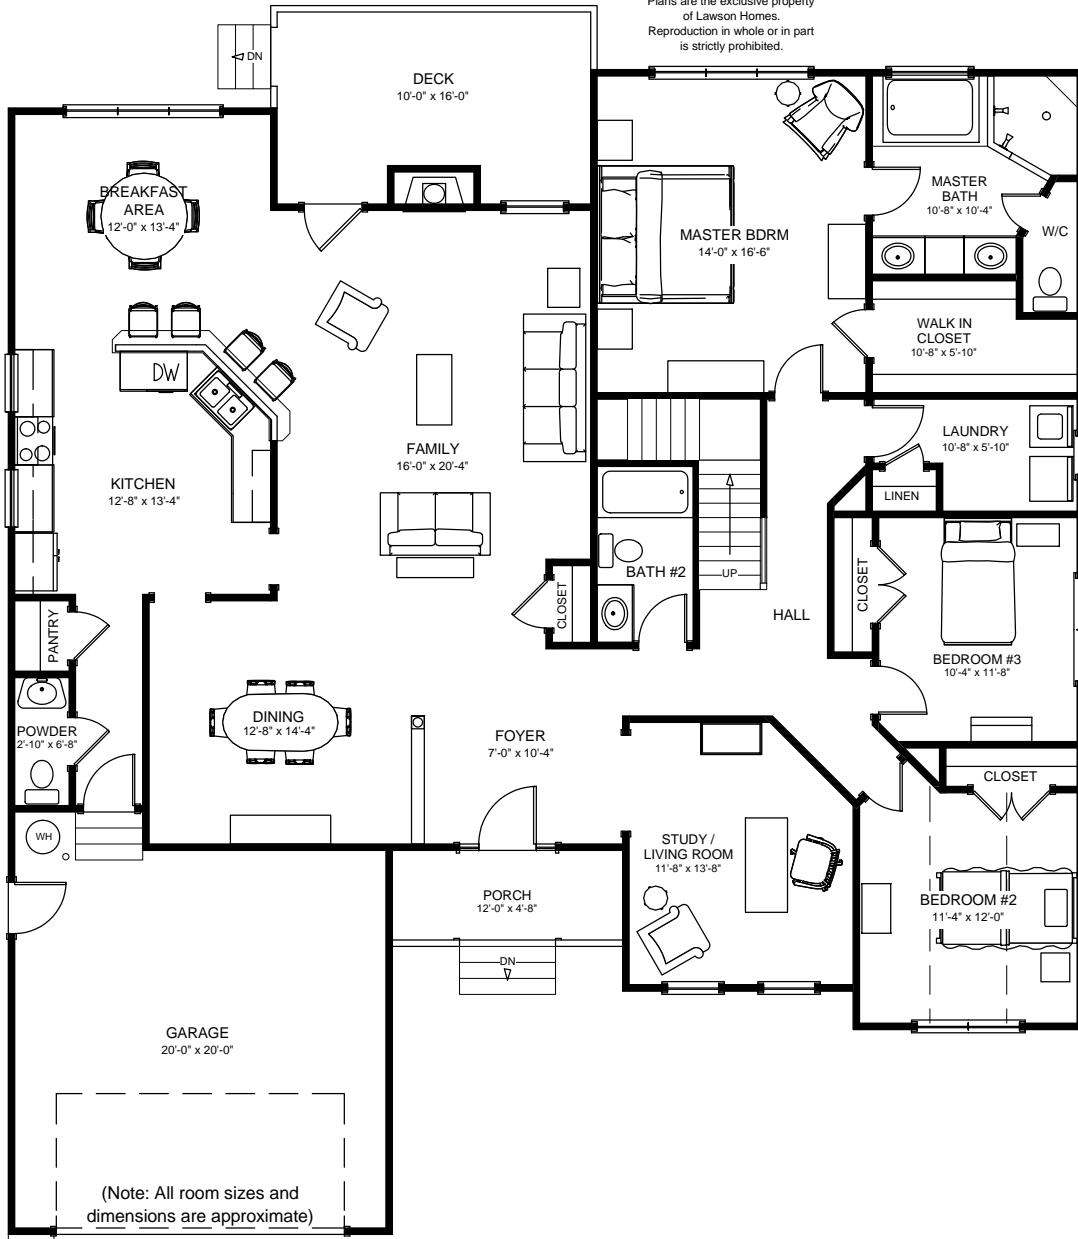 Plans are the exclusive property
of Lawson Homes.
Reproduction in whole or in part
is strictly prohibited.
DN
DECK
10'-0" x 16'-0"
BREAKFAST
AREA
12'-0" x 13'-4"
MASTER BDRM
14'-0" x 16'-6"
MASTER
BATH
10'-8" x 10'-4"
W/C
WALK IN
CLOSET
10'-8" x 5'-10"
DW
KITCHEN
12'-8" x 13'-4"
FAMILY
16'-0" x 20'-4"
LAUNDRY
10'-8" x 5'-10"
LINEN
BATH #2
UP
CLOSET
CLOSET
HALL
PANTRY
BEDROOM #3
10'-4" x 11'-8"
POWDER
2'-10" x 6'-8"
DINING
12'-8" x 14'-4"
FOYER
7'-0" x 10'-4"
CLOSET
WH
STUDY /
LIVING ROOM
11'-8" x 13'-8"
PORCH
12'-0" x 4'-8"
BEDROOM #2
11'-4" x 12'-0"
DN
GARAGE
20'-0" x 20'-0"
(Note: All room sizes and
dimensions are approximate)